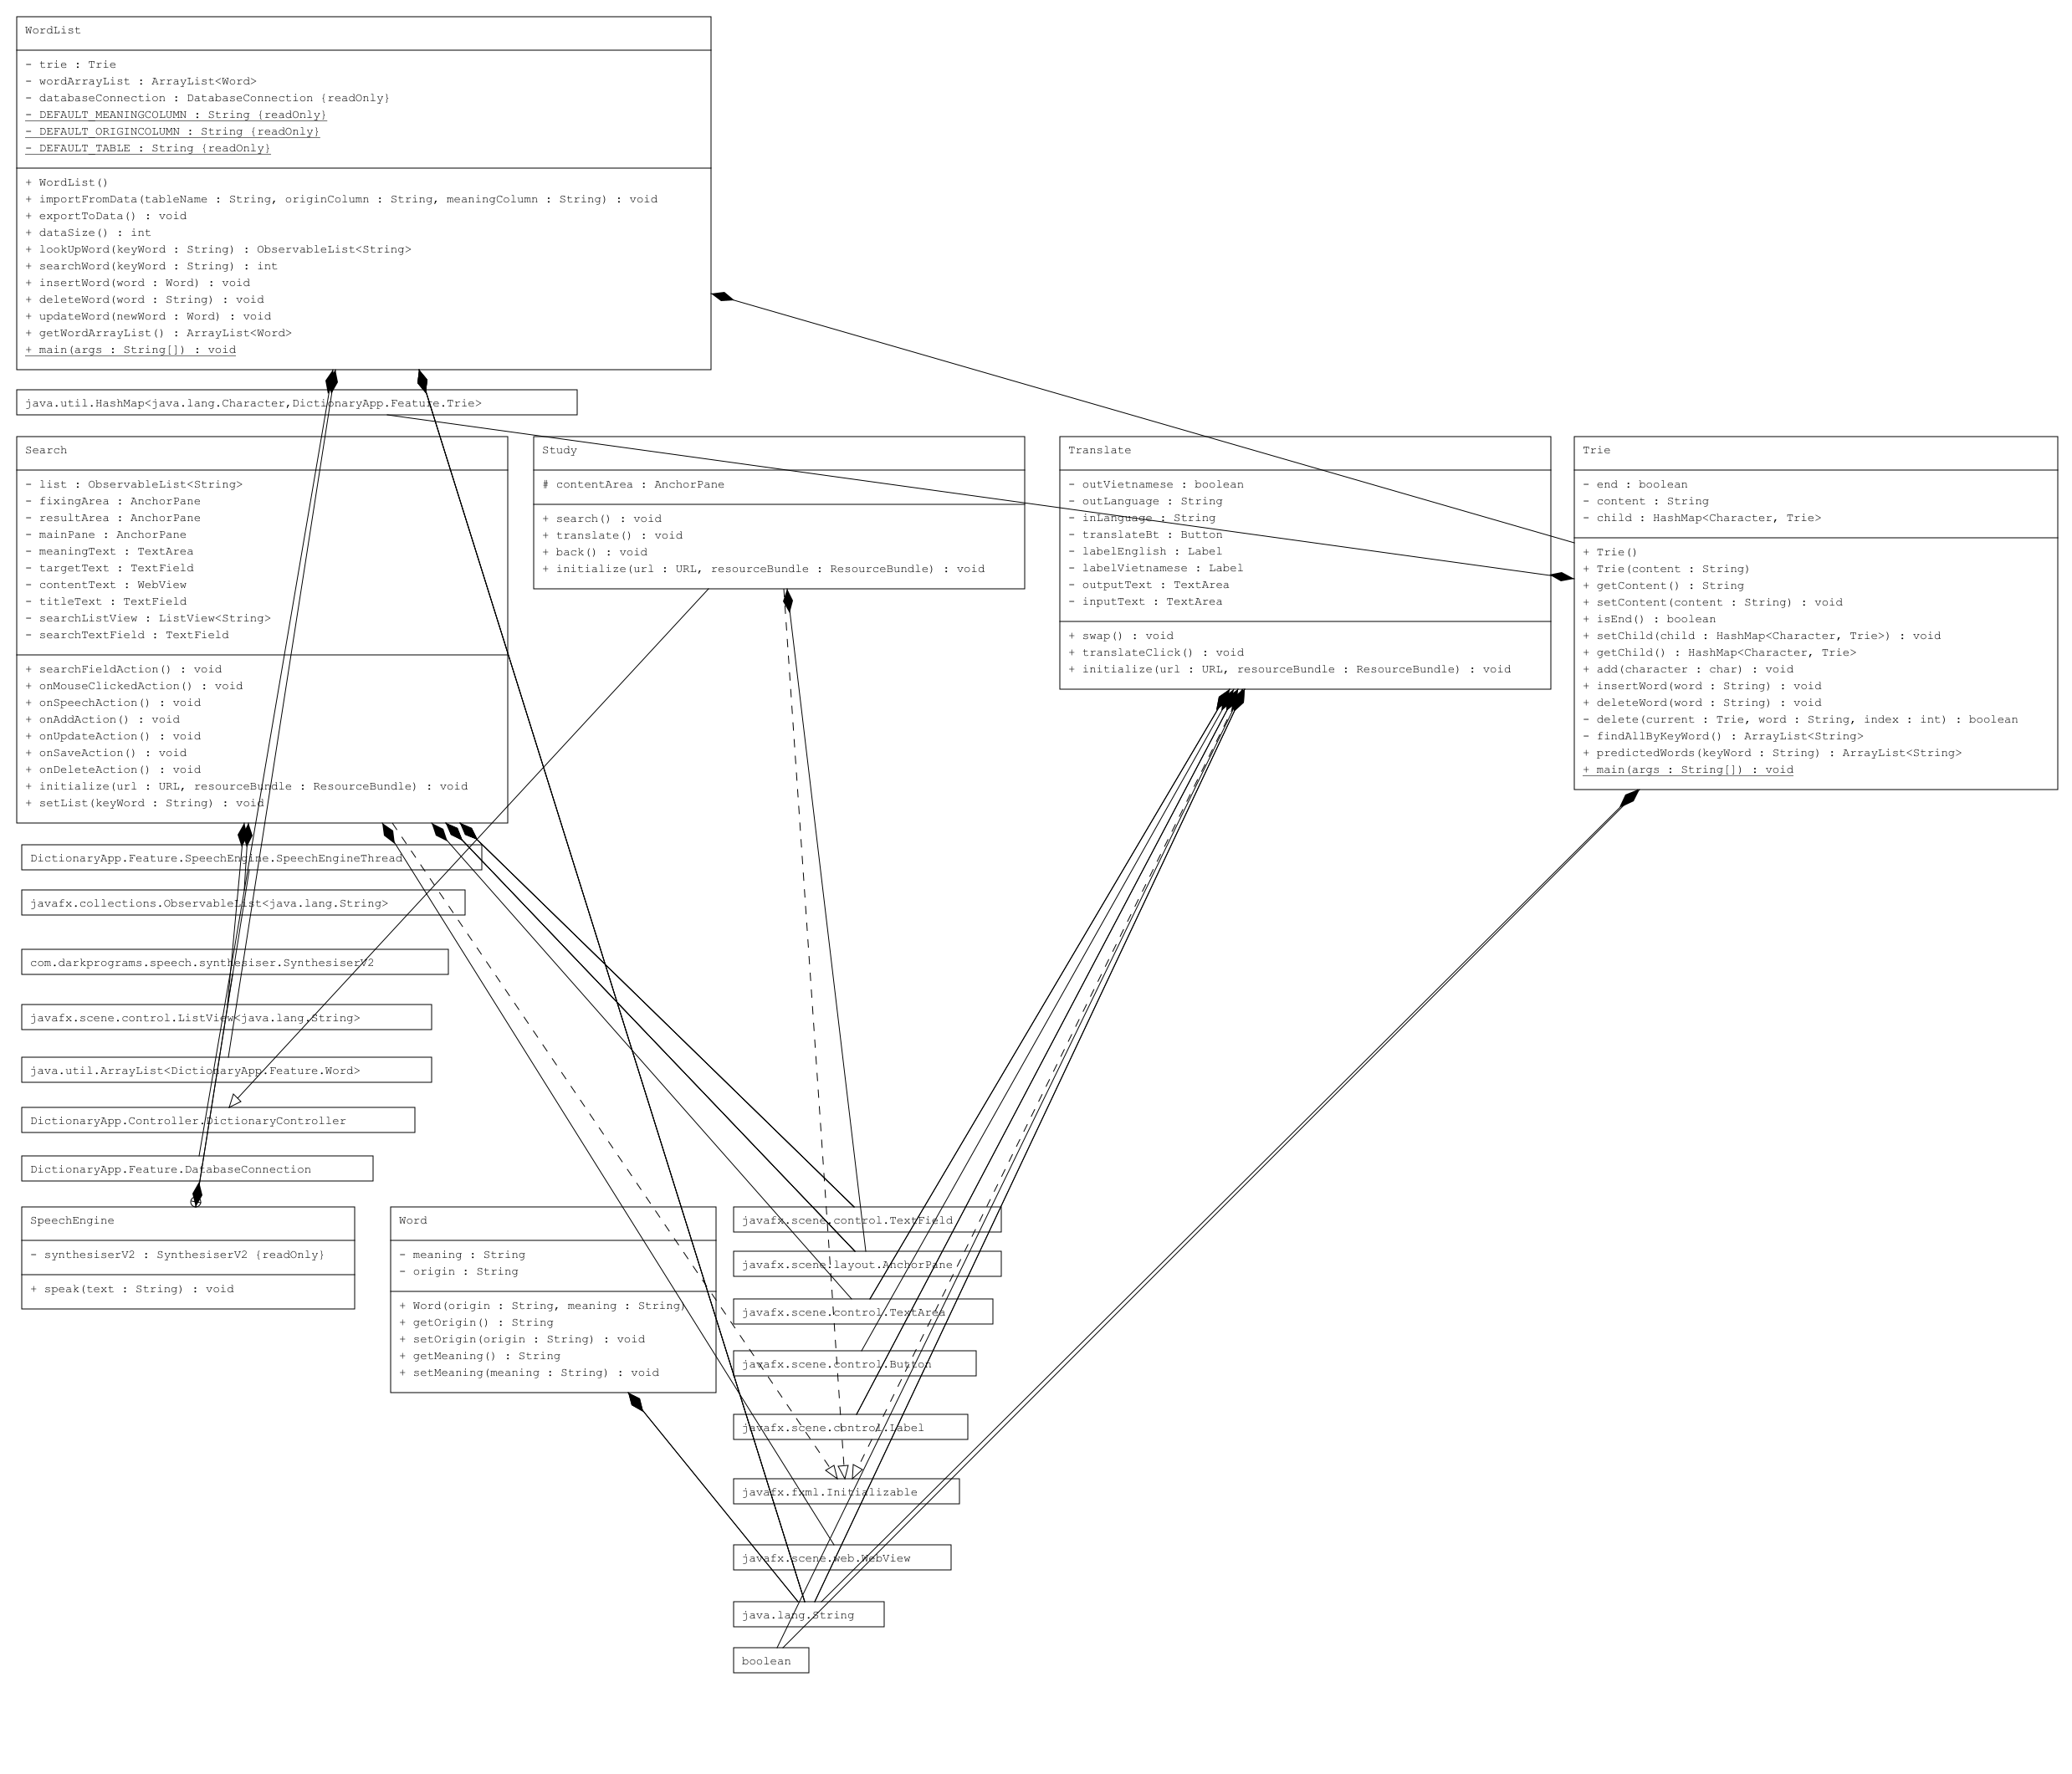 WordList
- trie : Trie
- wordArrayList : ArrayList<Word>
- databaseConnection : DatabaseConnection {readOnly}
- DEFAULT_MEANINGCOLUMN : String {readOnly}
- DEFAULT_ORIGINCOLUMN : String {readOnly}
- DEFAULT_TABLE : String {readOnly}
+ WordList()
+ importFromData(tableName : String, originColumn : String, meaningColumn : String) : void
+ exportToData() : void
+ dataSize() : int
+ lookUpWord(keyWord : String) : ObservableList<String>
+ searchWord(keyWord : String) : int
+ insertWord(word : Word) : void
+ deleteWord(word : String) : void
+ updateWord(newWord : Word) : void
+ getWordArrayList() : ArrayList<Word>
+ main(args : String[]) : void
java.util.HashMap<java.lang.Character,DictionaryApp.Feature.Trie>
Search
- list : ObservableList<String>
- fixingArea : AnchorPane
- resultArea : AnchorPane
- mainPane : AnchorPane
- meaningText : TextArea
- targetText : TextField
- contentText : WebView
- titleText : TextField
- searchListView : ListView<String>
- searchTextField : TextField
+ searchFieldAction() : void
+ onMouseClickedAction() : void
+ onSpeechAction() : void
+ onAddAction() : void
+ onUpdateAction() : void
+ onSaveAction() : void
+ onDeleteAction() : void
+ initialize(url : URL, resourceBundle : ResourceBundle) : void
+ setList(keyWord : String) : void
Study
# contentArea : AnchorPane
+ search() : void
+ translate() : void
+ back() : void
+ initialize(url : URL, resourceBundle : ResourceBundle) : void
Translate
- outVietnamese : boolean
- outLanguage : String
- inLanguage : String
- translateBt : Button
- labelEnglish : Label
- labelVietnamese : Label
- outputText : TextArea
- inputText : TextArea
+ swap() : void
+ translateClick() : void
+ initialize(url : URL, resourceBundle : ResourceBundle) : void
Trie
- end : boolean
- content : String
- child : HashMap<Character, Trie>
+ Trie()
+ Trie(content : String)
+ getContent() : String
+ setContent(content : String) : void
+ isEnd() : boolean
+ setChild(child : HashMap<Character, Trie>) : void
+ getChild() : HashMap<Character, Trie>
+ add(character : char) : void
+ insertWord(word : String) : void
+ deleteWord(word : String) : void
- delete(current : Trie, word : String, index : int) : boolean
- findAllByKeyWord() : ArrayList<String>
+ predictedWords(keyWord : String) : ArrayList<String>
+ main(args : String[]) : void
DictionaryApp.Feature.SpeechEngine.SpeechEngineThread
javafx.collections.ObservableList<java.lang.String>
com.darkprograms.speech.synthesiser.SynthesiserV2
javafx.scene.control.ListView<java.lang.String>
java.util.ArrayList<DictionaryApp.Feature.Word>
DictionaryApp.Controller.DictionaryController
DictionaryApp.Feature.DatabaseConnection
SpeechEngine
- synthesiserV2 : SynthesiserV2 {readOnly}
+ speak(text : String) : void
Word
- meaning : String
- origin : String
+ Word(origin : String, meaning : String)
+ getOrigin() : String
+ setOrigin(origin : String) : void
+ getMeaning() : String
+ setMeaning(meaning : String) : void
javafx.scene.control.TextField
javafx.scene.layout.AnchorPane
javafx.scene.control.TextArea
javafx.scene.control.Button
javafx.scene.control.Label
javafx.fxml.Initializable
javafx.scene.web.WebView
java.lang.String
boolean